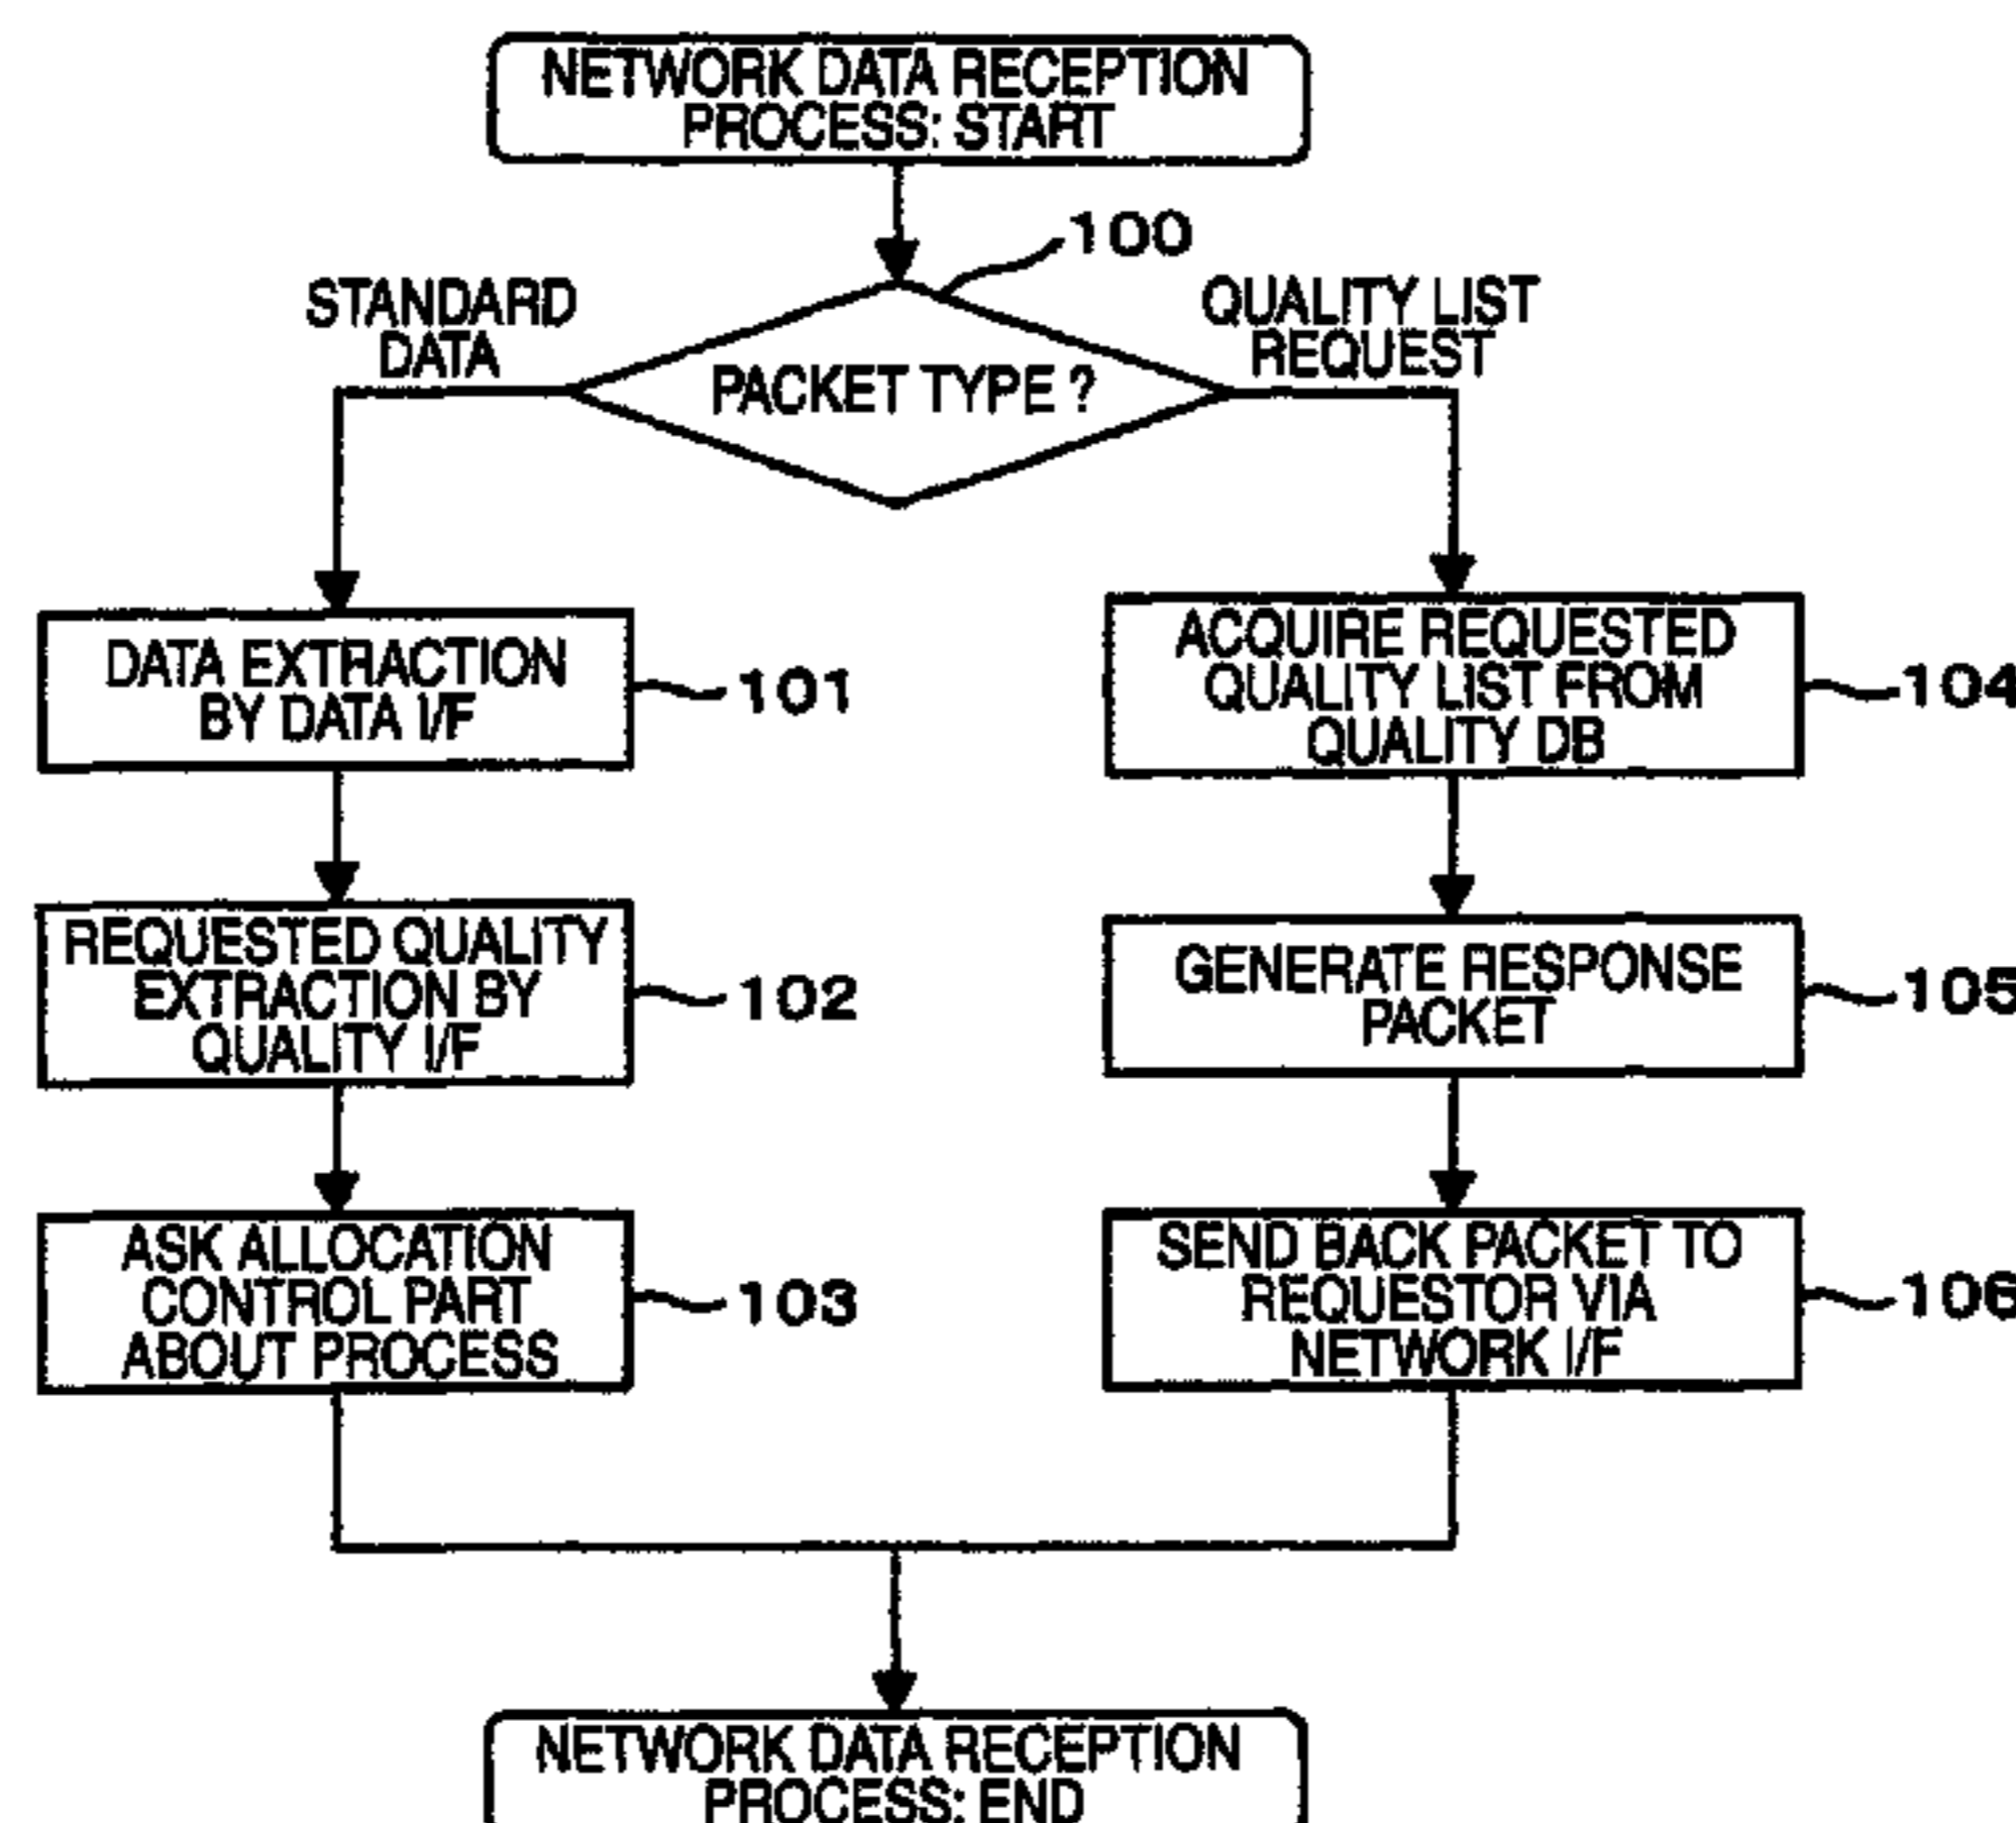 NETWORK DATA RECEPTION
PROCESS: START
100
STANDARD
DATA
PACKET TYPE ?
QUALITY LIST
REQUEST
DATA EXTRACTION
BY DATA I/F
101
ACQUIRE REQUESTED
QUALITY LIST FROM
QUALITY DB
104
REQUESTED QUALITY
EXTRACTION BY
QUALITY I/F
102
GENERATE RESPONSE
PACKET
105
ASK ALLOCATION
CONTROL PART
ABOUT PROCESS
103
SEND BACK PACKET TO
REQUESTOR VIA
NETWORK I/F
106
NETWORK DATA RECEPTION
PROCESS: END